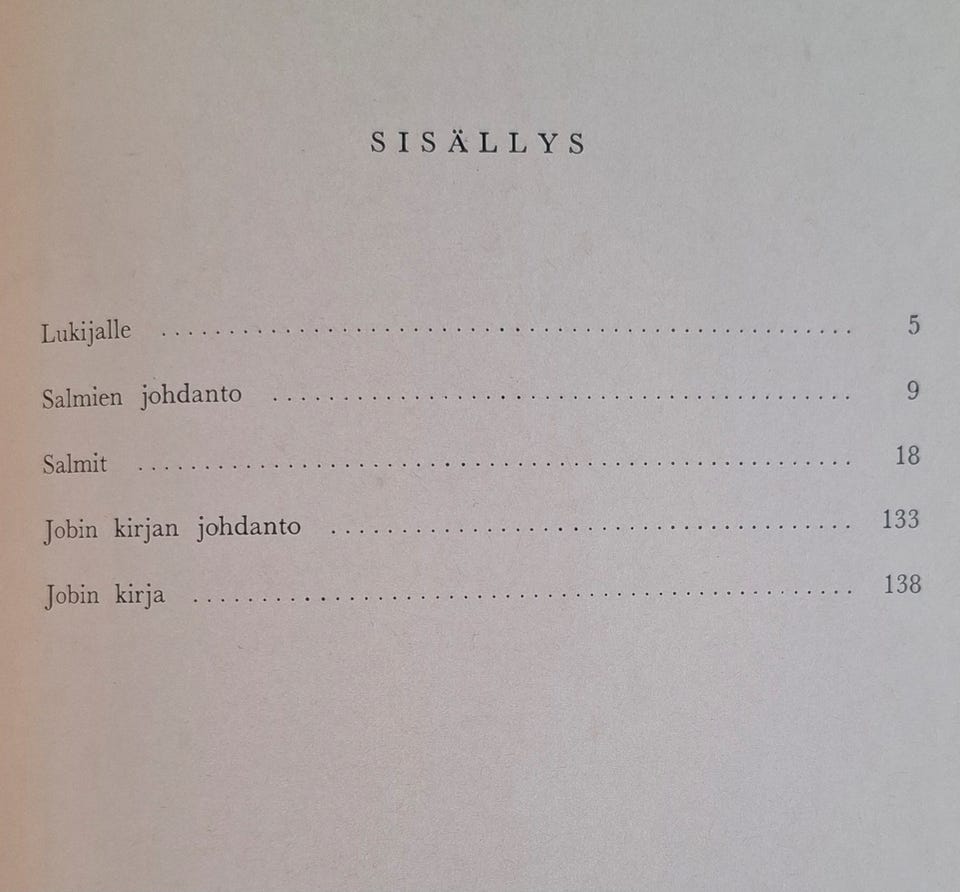 SISÄLLYS
Lukijalle ........................................ 5
Salmien johdanto ........................................ 9
Salmit ........................................ 18
Jobin kirjan johdanto ........................................ 133
Jobin kirja ........................................ 138